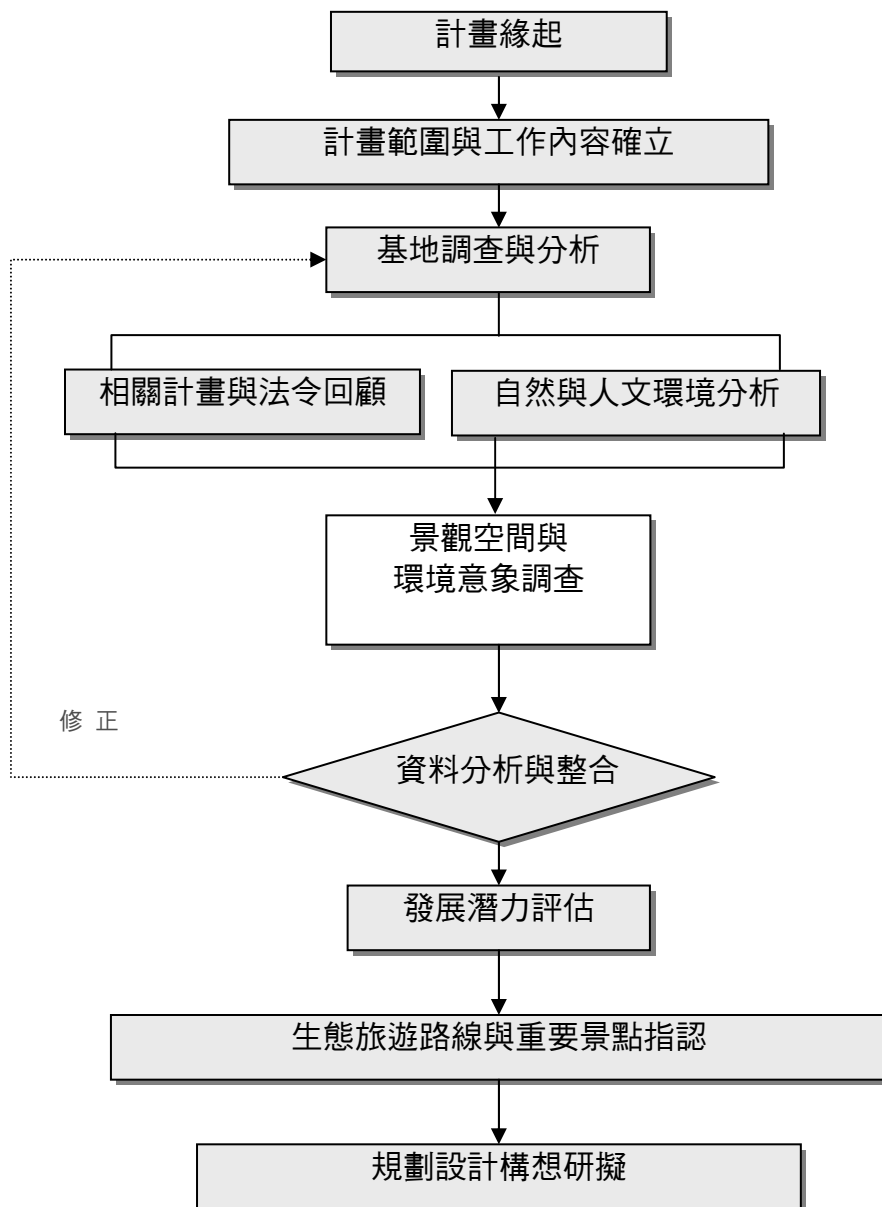 計畫緣起
計畫範圍與工作內容確立
基地調查與分析
相關計畫與法令回顧
自然與人文環境分析
景觀空間與
環境意象調查
修 正
資料分析與整合
發展潛力評估
生態旅遊路線與重要景點指認
規劃設計構想研擬